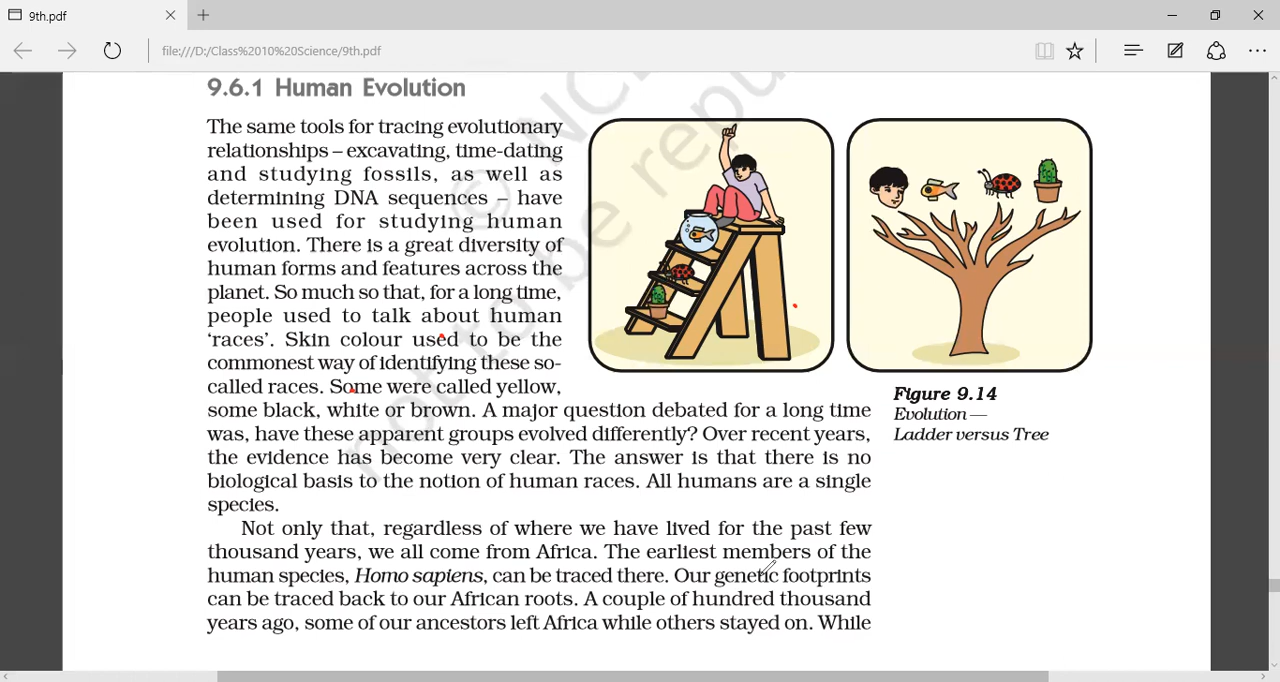 9th.pdf
file:///D:/Class%2010%20Science/9th.pdf
9.6.1 Human Evolution
The same tools for tracing evolutionary
relationships – excavating, time-dating
and studying fossils, as well as
determining DNA sequences – have
been used for studying human
evolution. There is a great diversity of
human forms and features across the
planet. So much so that, for a long time,
people used to talk about human
‘races’. Skin colour used to be the
commonest way of identifying these so-
called races. Some were called yellow,
some black, white or brown. A major question debated for a long time
was, have these apparent groups evolved differently? Over recent years,
the evidence has become very clear. The answer is that there is no
biological basis to the notion of human races. All humans are a single
species.
Not only that, regardless of where we have lived for the past few
thousand years, we all come from Africa. The earliest members of the
human species, Homo sapiens, can be traced there. Our genetic footprints
can be traced back to our African roots. A couple of hundred thousand
years ago, some of our ancestors left Africa while others stayed on. While
Figure 9.14
Evolution —
Ladder versus Tree
© NC
not to be repu